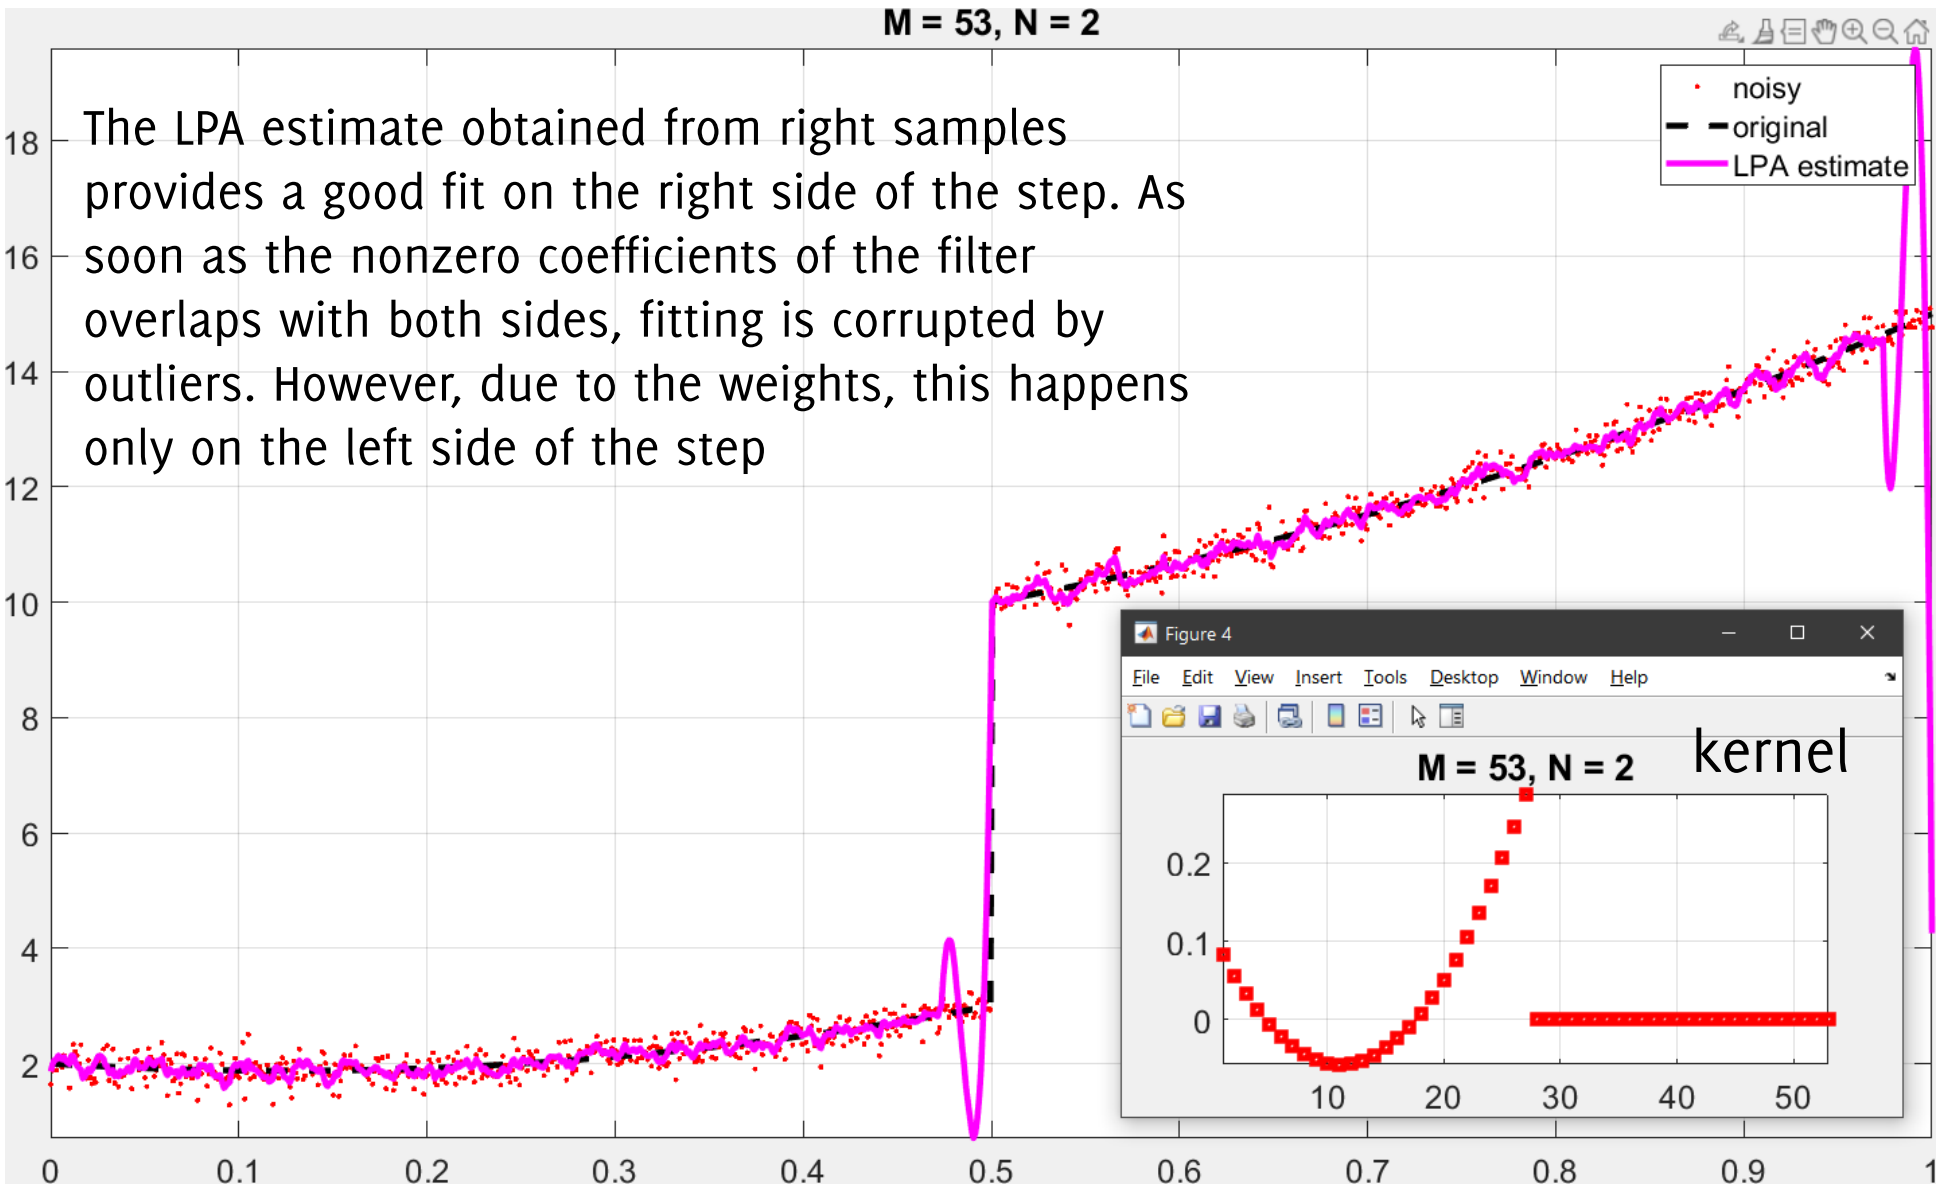 M = 53, N = 2
noisy
original
LPA estimate
The LPA estimate obtained from right samples
provides a good fit on the right side of the step. As
soon as the nonzero coefficients of the filter
overlaps with both sides, fitting is corrupted by
outliers. However, due to the weights, this happens
only on the left side of the step
18
16
14
12
10
8
6
4
2
Figure 4
File Edit View Insert Tools Desktop Window Help
kernel
M = 53, N = 2
0.2
0.1
0
10 20 30 40 50
0 0.1 0.2 0.3 0.4 0.5 0.6 0.7 0.8 0.9 1